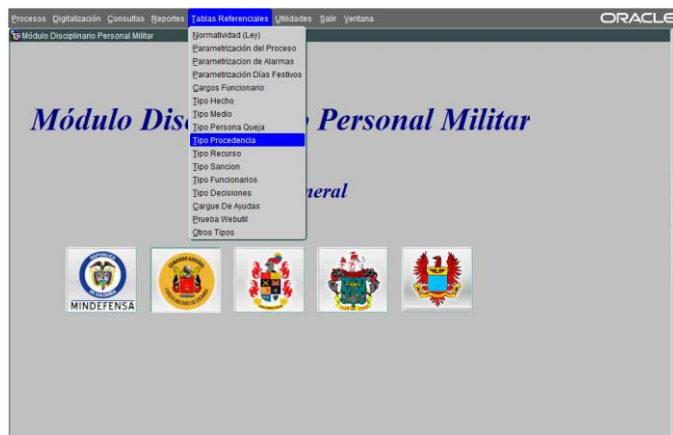 Procesos Digitalización Consultas Reportes Tablas Referenciales Utilidades Salir Ventana
ORACLE
Módulo Disciplinario Personal Militar
Normatividad (Ley)
Parametrización del Proceso
Parametrizacion de Alarmas
Parametrización Días Festivos
Cargos Funcionario
Tipo Hecho
Tipo Medio
Tipo Persona Queja
Tipo Procedencia
Tipo Recurso
Tipo Sancion
Tipo Funcionarios
Tipo Decisiones
Cargue De Ayudas
Prueba Webutil
Otros Tipos
Módulo Dis Personal Militar
neral
MINDEFENSA